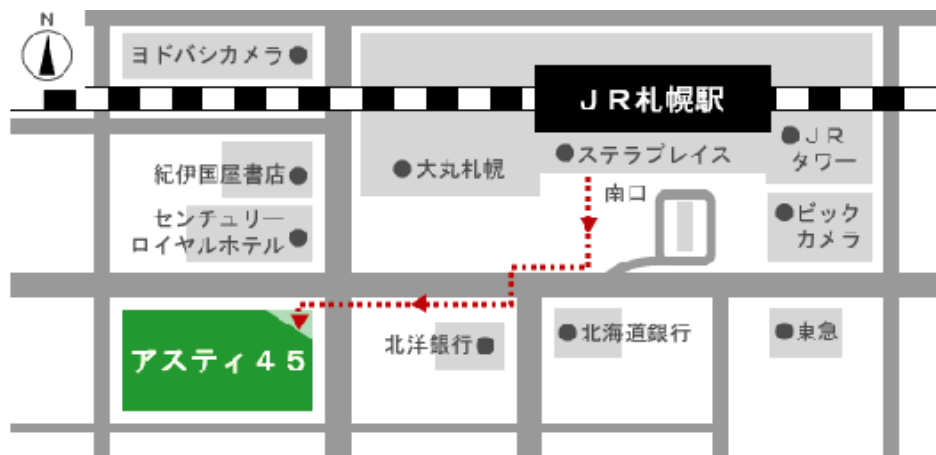 N
ヨドバシカメラ
JR札幌駅
JR
タワー
ステラプレイス
大丸札幌
紀伊国屋書店
南口
センチュリー
ロイヤルホテル
ビック
カメラ
アスティ45
北洋銀行
北海道銀行
東急